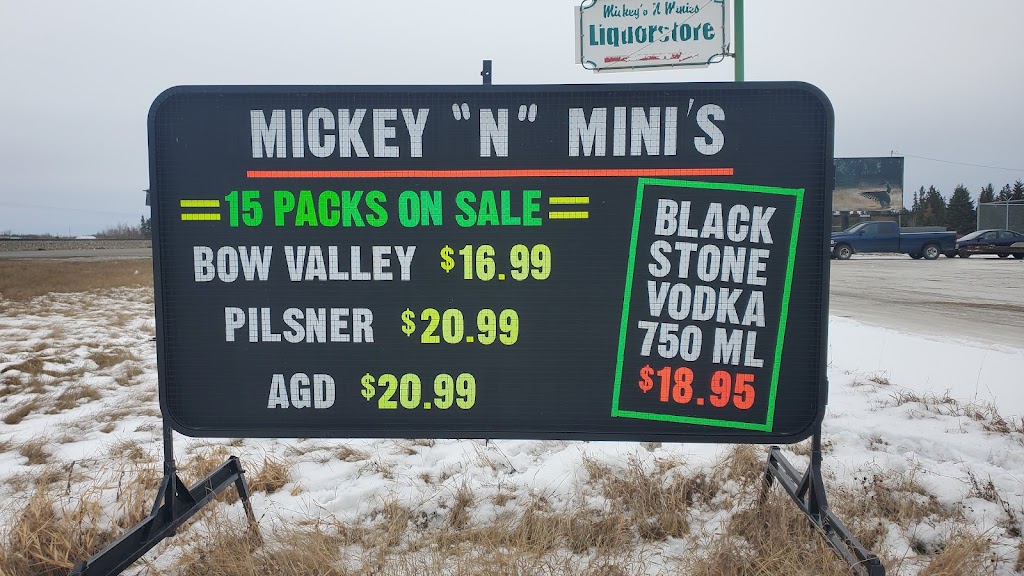 Mickey's 'N Minies
Liquorstore
MICKEY "N" MINI'S
=15 PACKS ON SALE=
BOW VALLEY $16.99
PILSNER $20.99
AGD $20.99
BLACK
STONE
VODKA
750 ML
$18.95